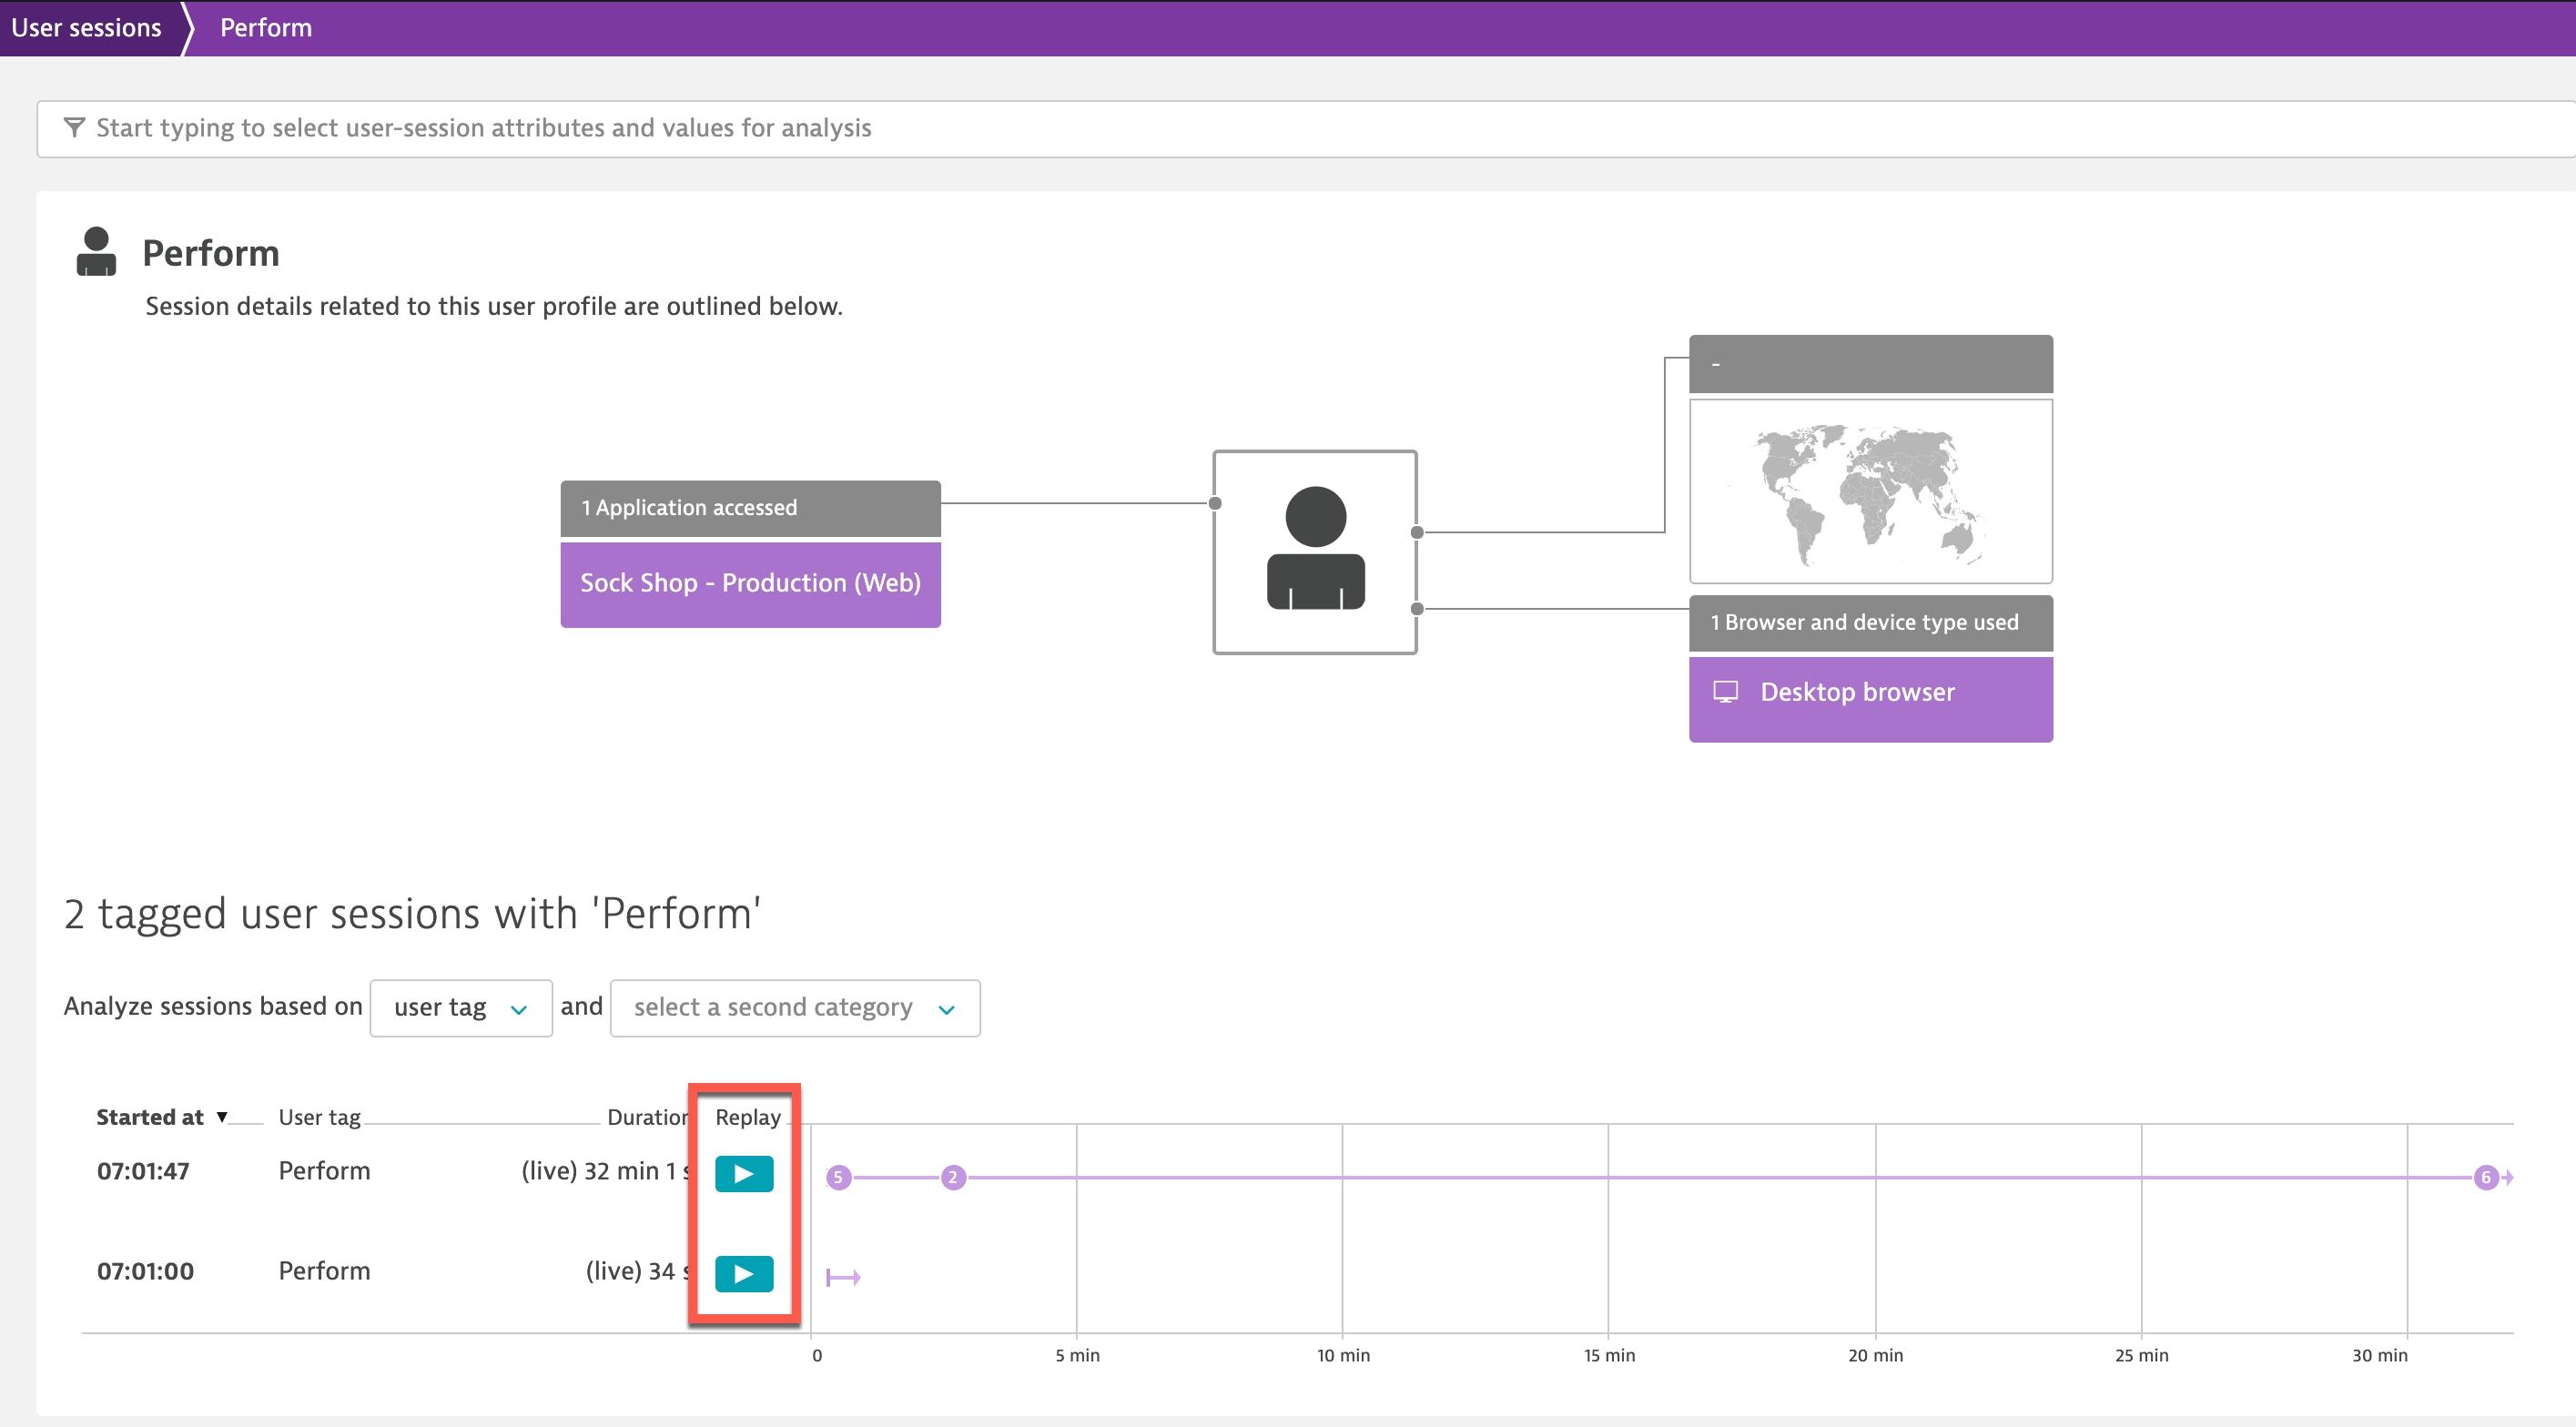 User sessions
Perform
Start typing to select user-session attributes and values for analysis
Perform
Session details related to this user profile are outlined below.
-
1 Application accessed
Sock Shop - Production (Web)
1 Browser and device type used
Desktop browser
2 tagged user sessions with 'Perform'
Analyze sessions based on user tag and select a second category
Started at ▼ User tag Duration Replay
07:01:47 Perform (live) 32 min 1 s 5 2 6
07:01:00 Perform (live) 34 s
0 5 min 10 min 15 min 20 min 25 min 30 min